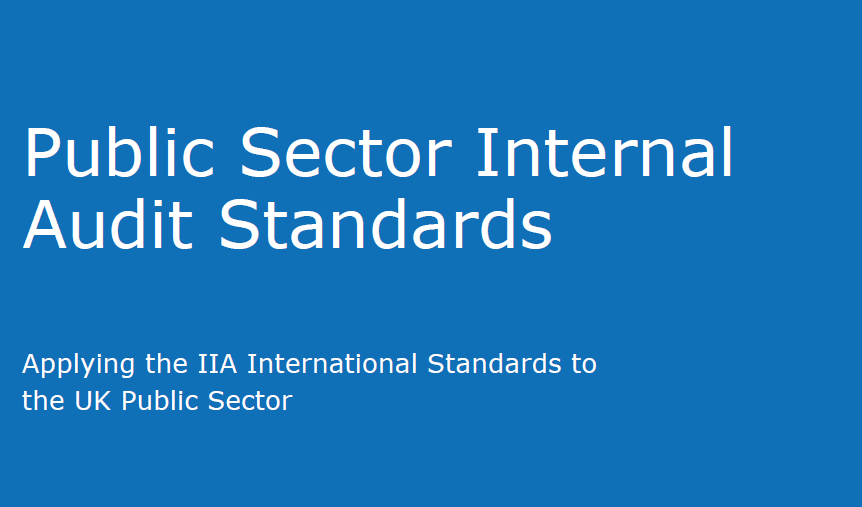 Public Sector Internal
Audit Standards
Applying the IIA International Standards to
the UK Public Sector